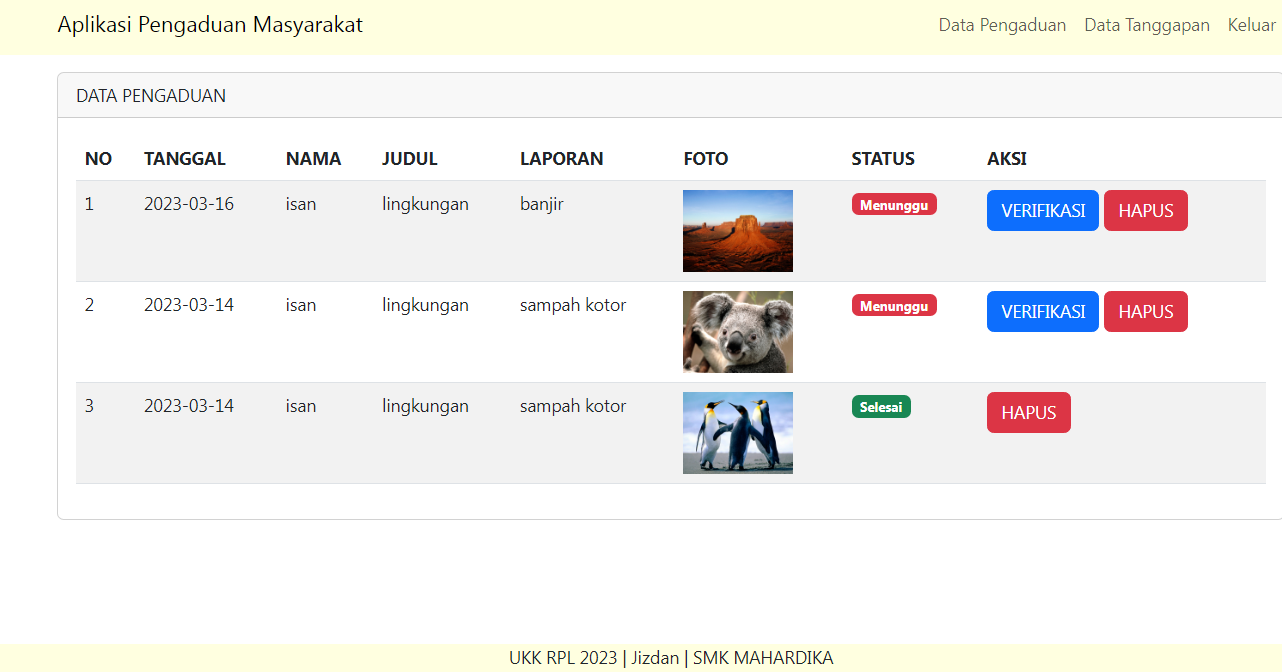 Aplikasi Pengaduan Masyarakat Data Pengaduan Data Tanggapan Keluar
DATA PENGADUAN
NO TANGGAL NAMA JUDUL LAPORAN FOTO STATUS AKSI
1 2023-03-16 isan lingkungan banjir Menunggu VERIFIKASI HAPUS
2 2023-03-14 isan lingkungan sampah kotor Menunggu VERIFIKASI HAPUS
3 2023-03-14 isan lingkungan sampah kotor Selesai HAPUS
UKK RPL 2023 | Jizdan | SMK MAHARDIKA